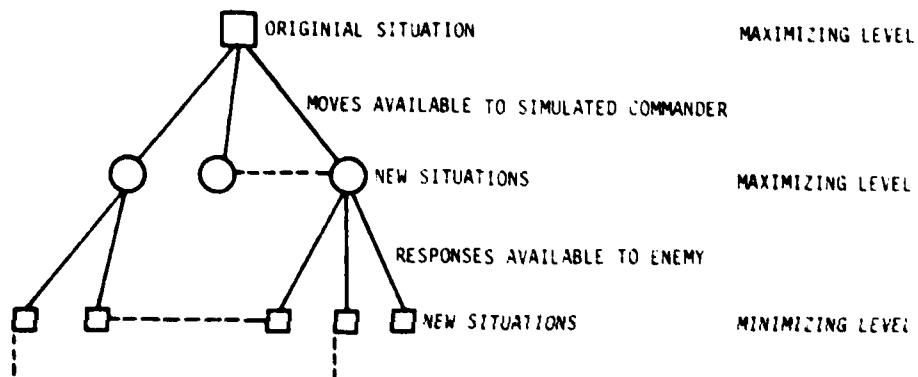 ORIGINIAL SITUATION MAXIMIZING LEVEL
MOVES AVAILABLE TO SIMULATED COMMANDER
NEW SITUATIONS MAXIMIZING LEVEL
RESPONSES AVAILABLE TO ENEMY
NEW SITUATIONS MINIMIZING LEVEL